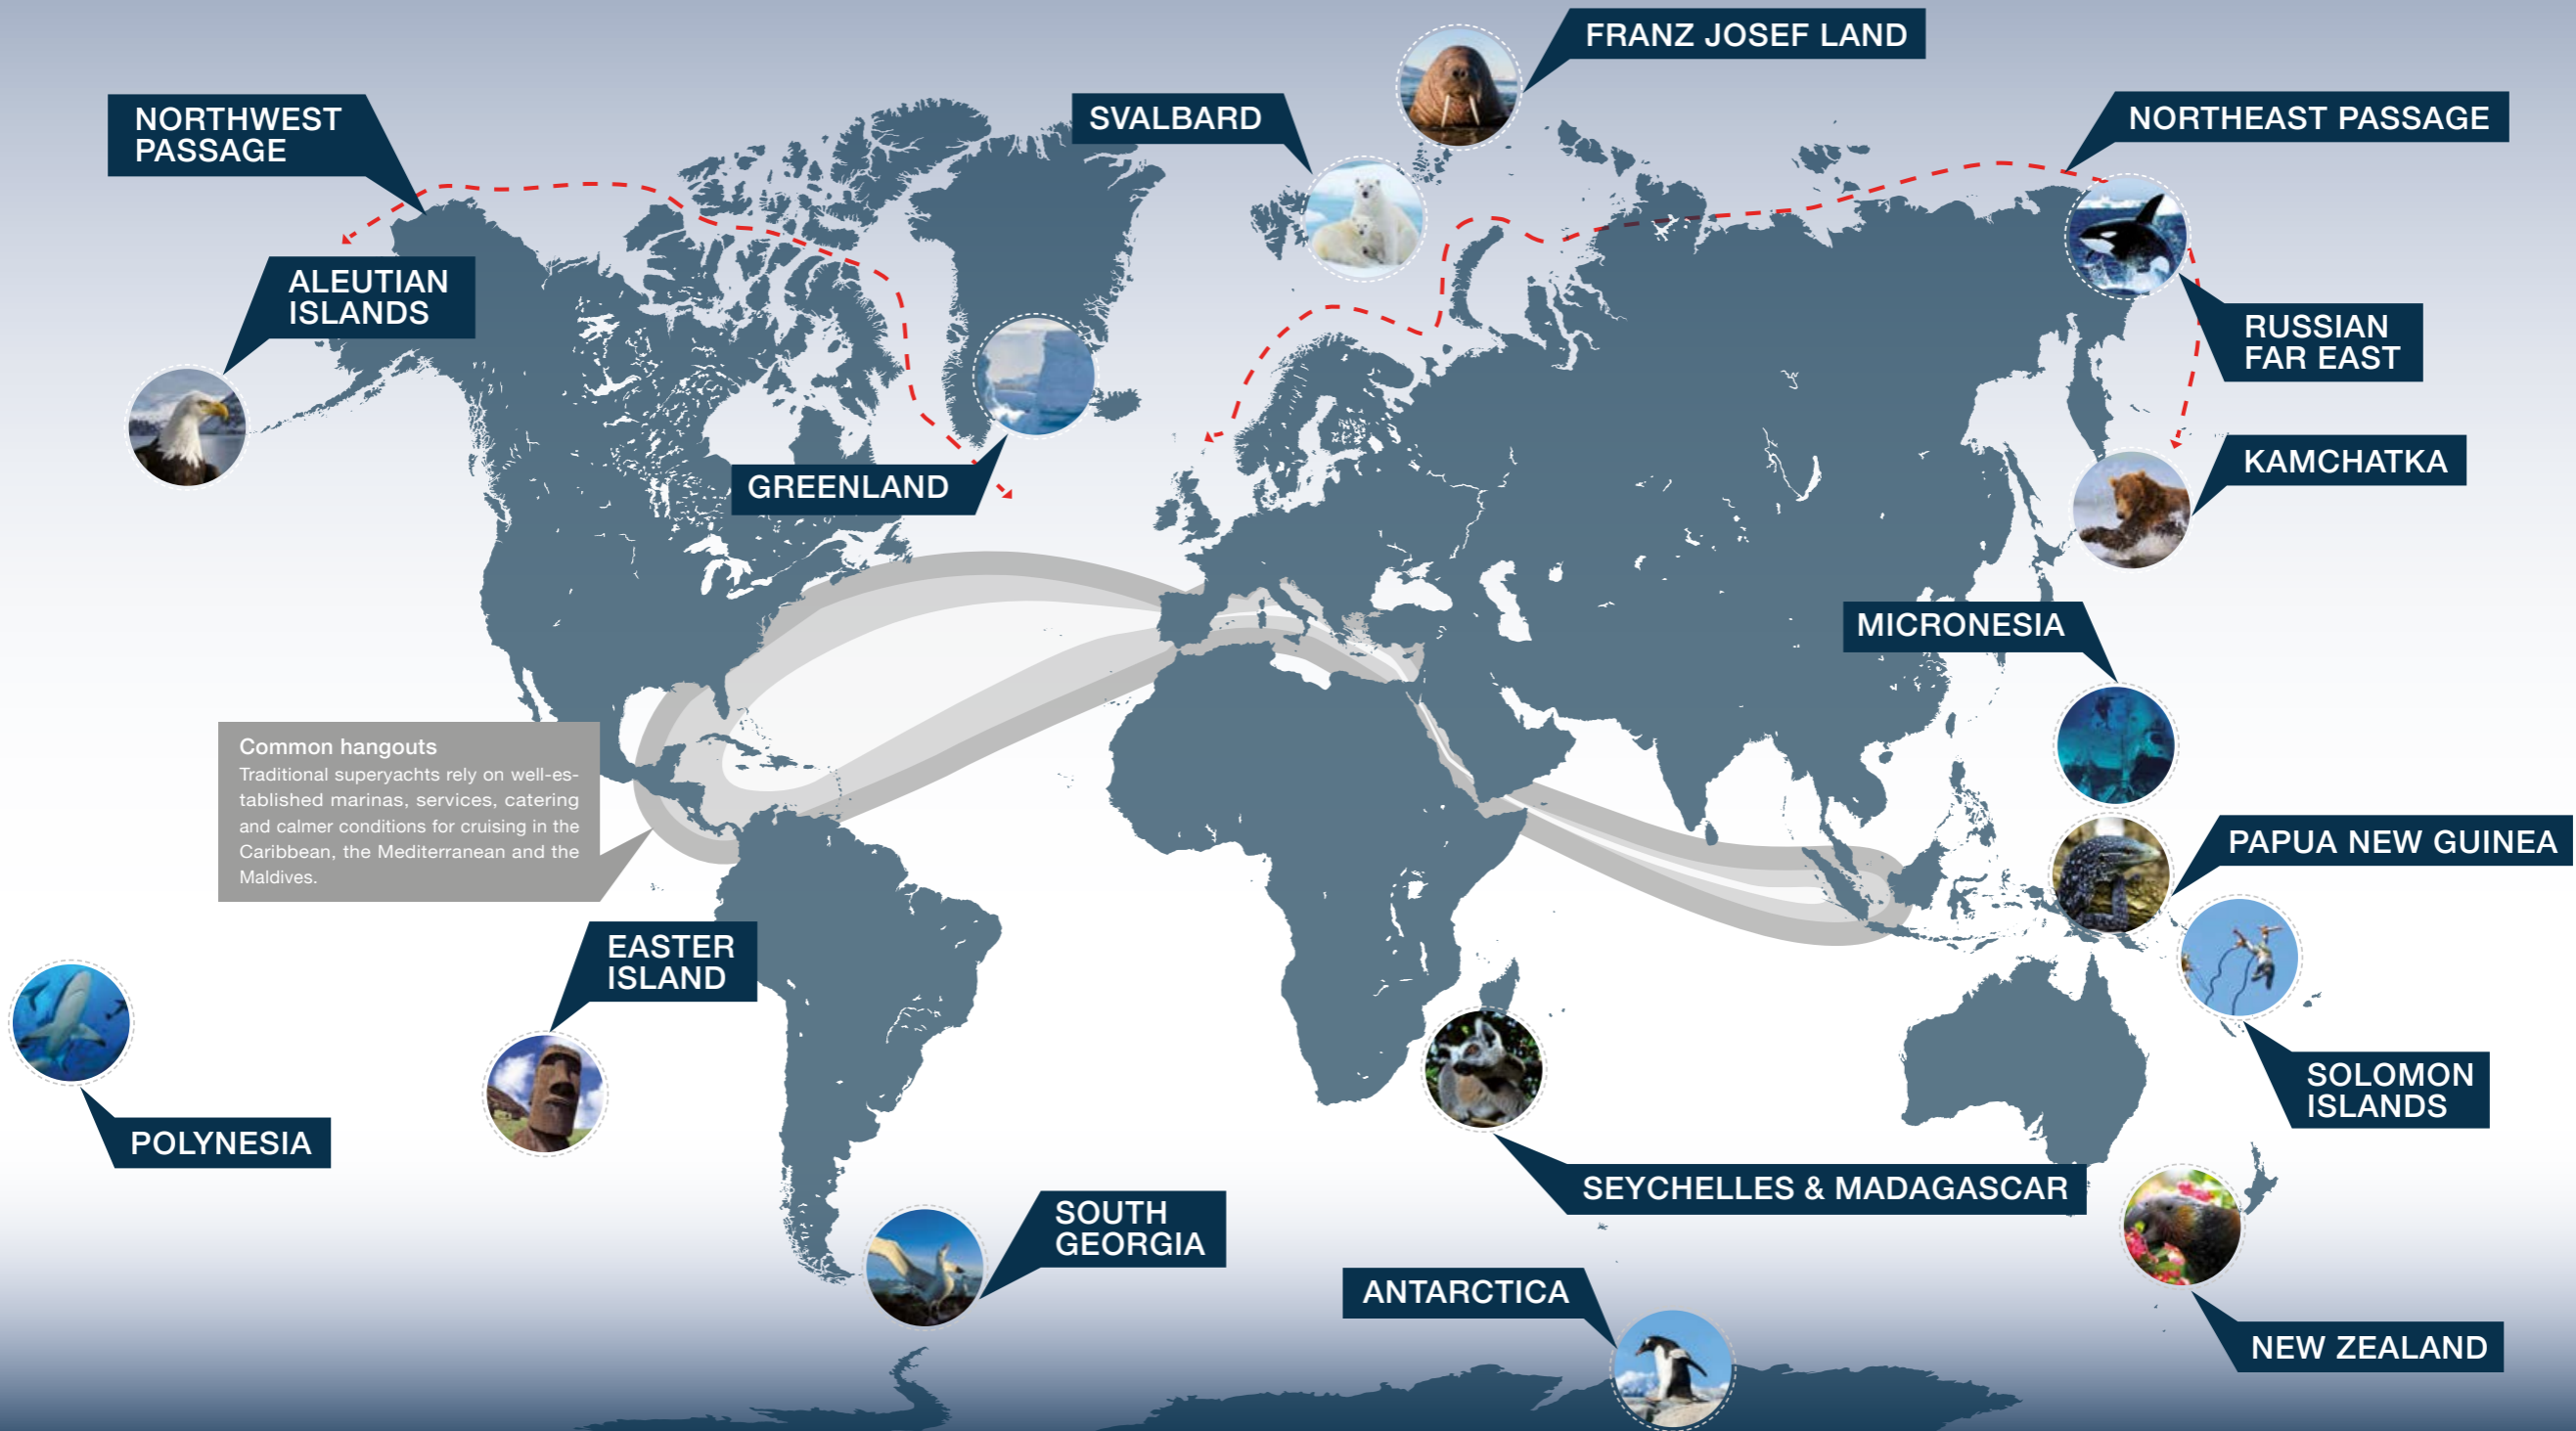 FRANZ JOSEF LAND
NORTHWEST
PASSAGE
SVALBARD
NORTHEAST PASSAGE
ALEUTIAN
ISLANDS
RUSSIAN
FAR EAST
GREENLAND
KAMCHATKA
MICRONESIA
Common hangouts
Traditional superyachts rely on well-es-
tablished marinas, services, catering
and calmer conditions for cruising in the
Caribbean, the Mediterranean and the
Maldives.
PAPUA NEW GUINEA
EASTER
ISLAND
SOLOMON
ISLANDS
POLYNESIA
SEYCHELLES & MADAGASCAR
SOUTH
GEORGIA
ANTARCTICA
NEW ZEALAND